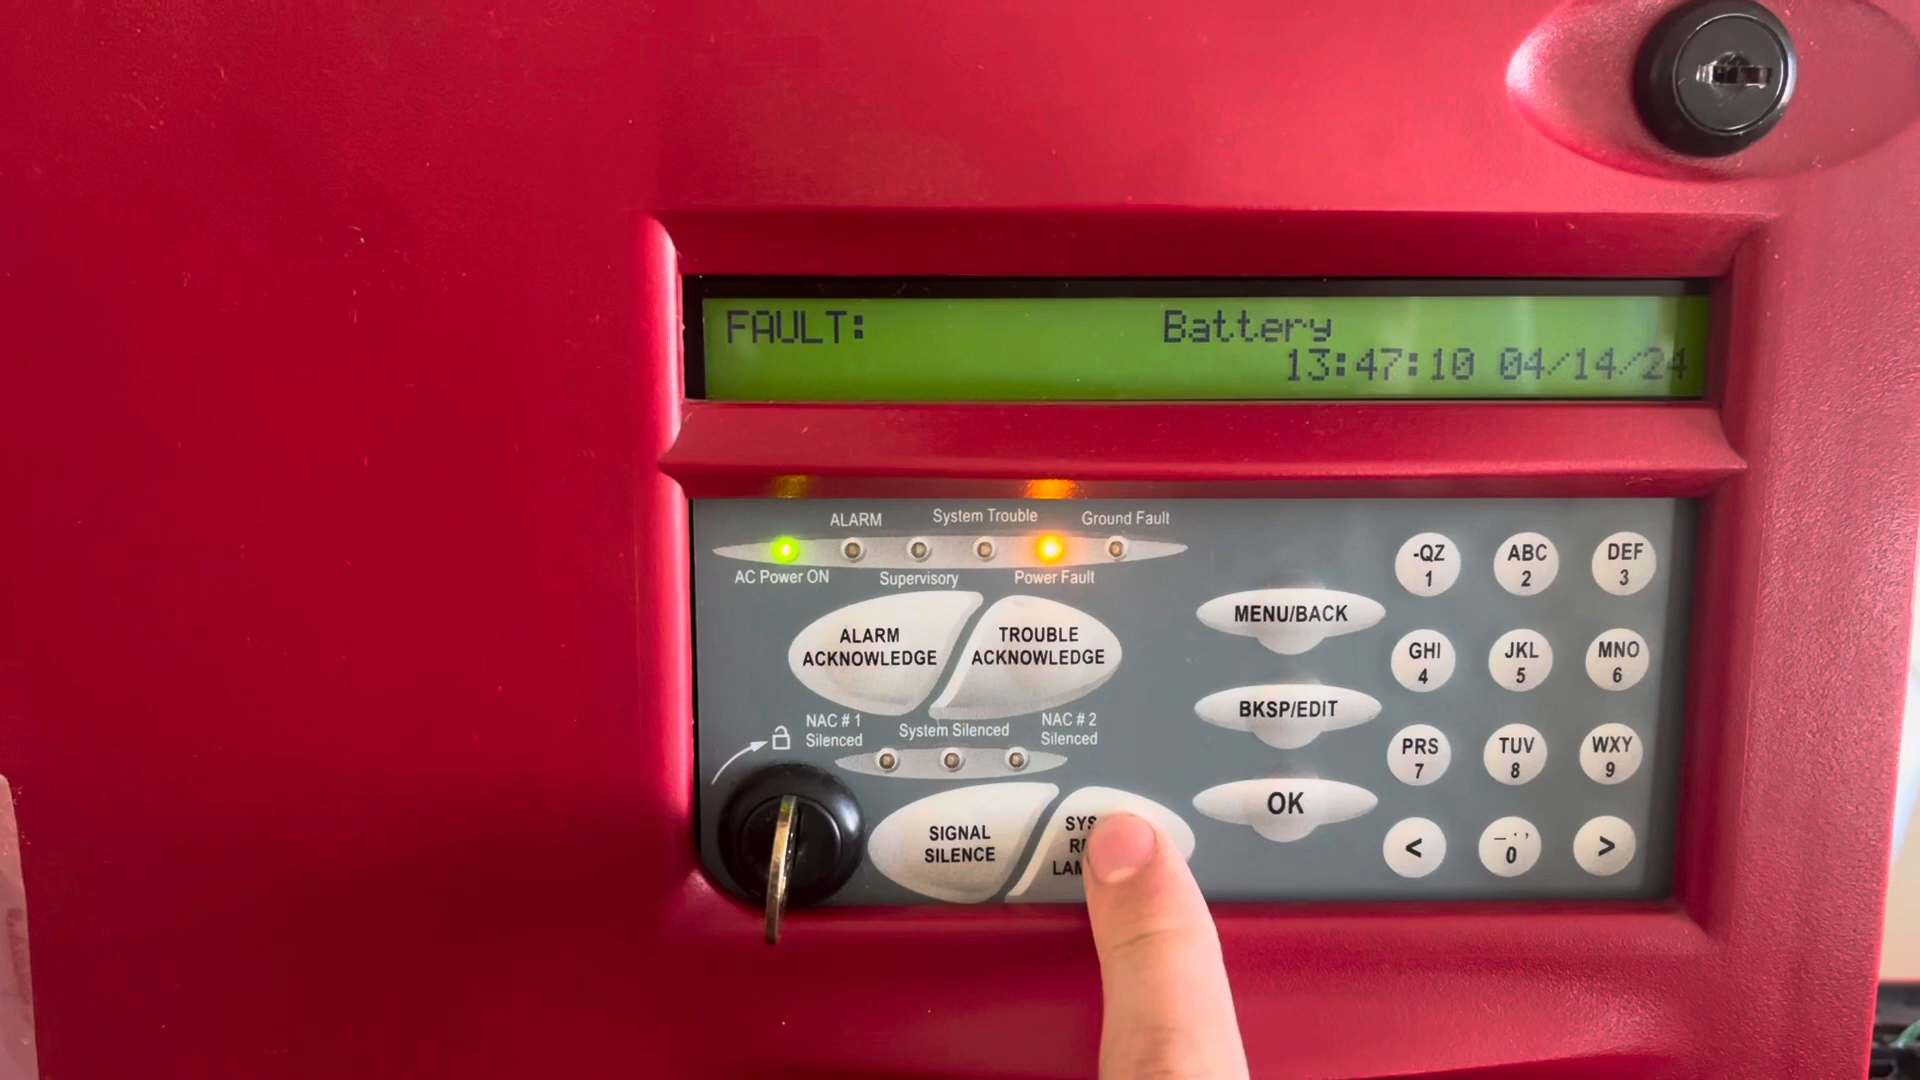 FAULT: Battery
13:47:10 04/14/24
ALARM System Trouble Ground Fault
AC Power ON Supervisory Power Fault
ALARM
ACKNOWLEDGE
TROUBLE
ACKNOWLEDGE
NAC # 1
Silenced
System Silenced
NAC # 2
Silenced
SIGNAL
SILENCE
MENU/BACK
BKSP/EDIT
OK
-QZ
1
ABC
2
DEF
3
GHI
4
JKL
5
MNO
6
PRS
7
TUV
8
WXY
9
<
0
>